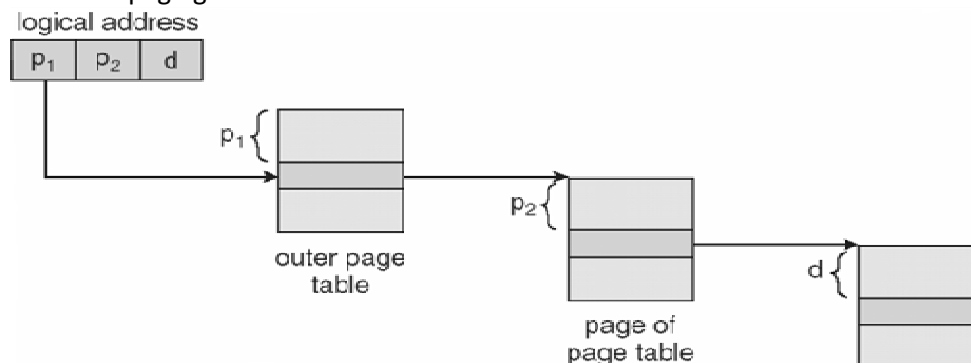 logical address
p₁ p₂ d
p₁
outer page
table
p₂
page of
page table
d